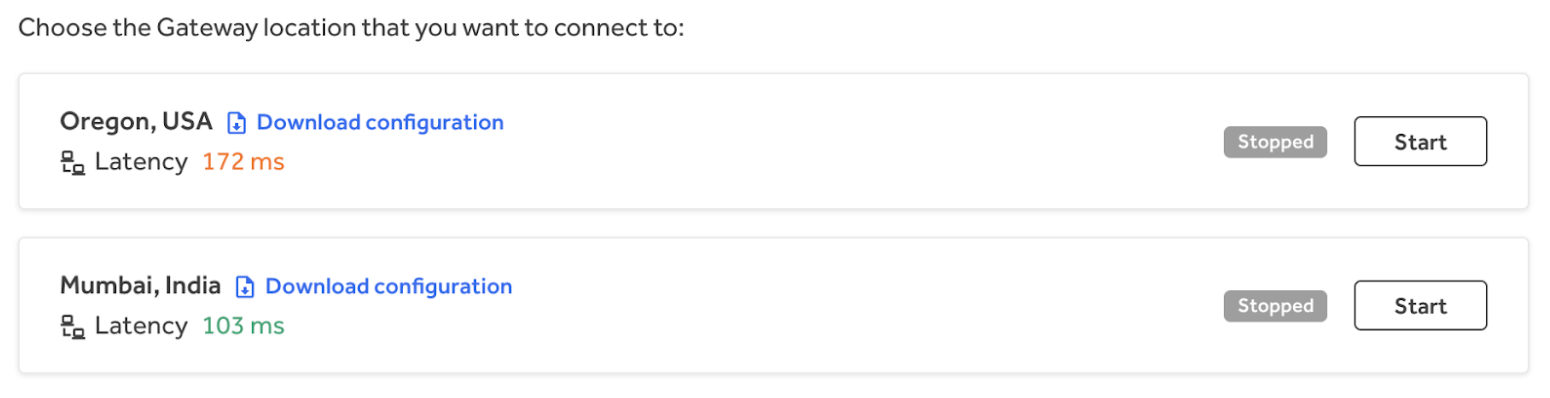 Choose the Gateway location that you want to connect to:
Oregon, USA Download configuration
Latency 172 ms
Stopped Start
Mumbai, India Download configuration
Latency 103 ms
Stopped Start